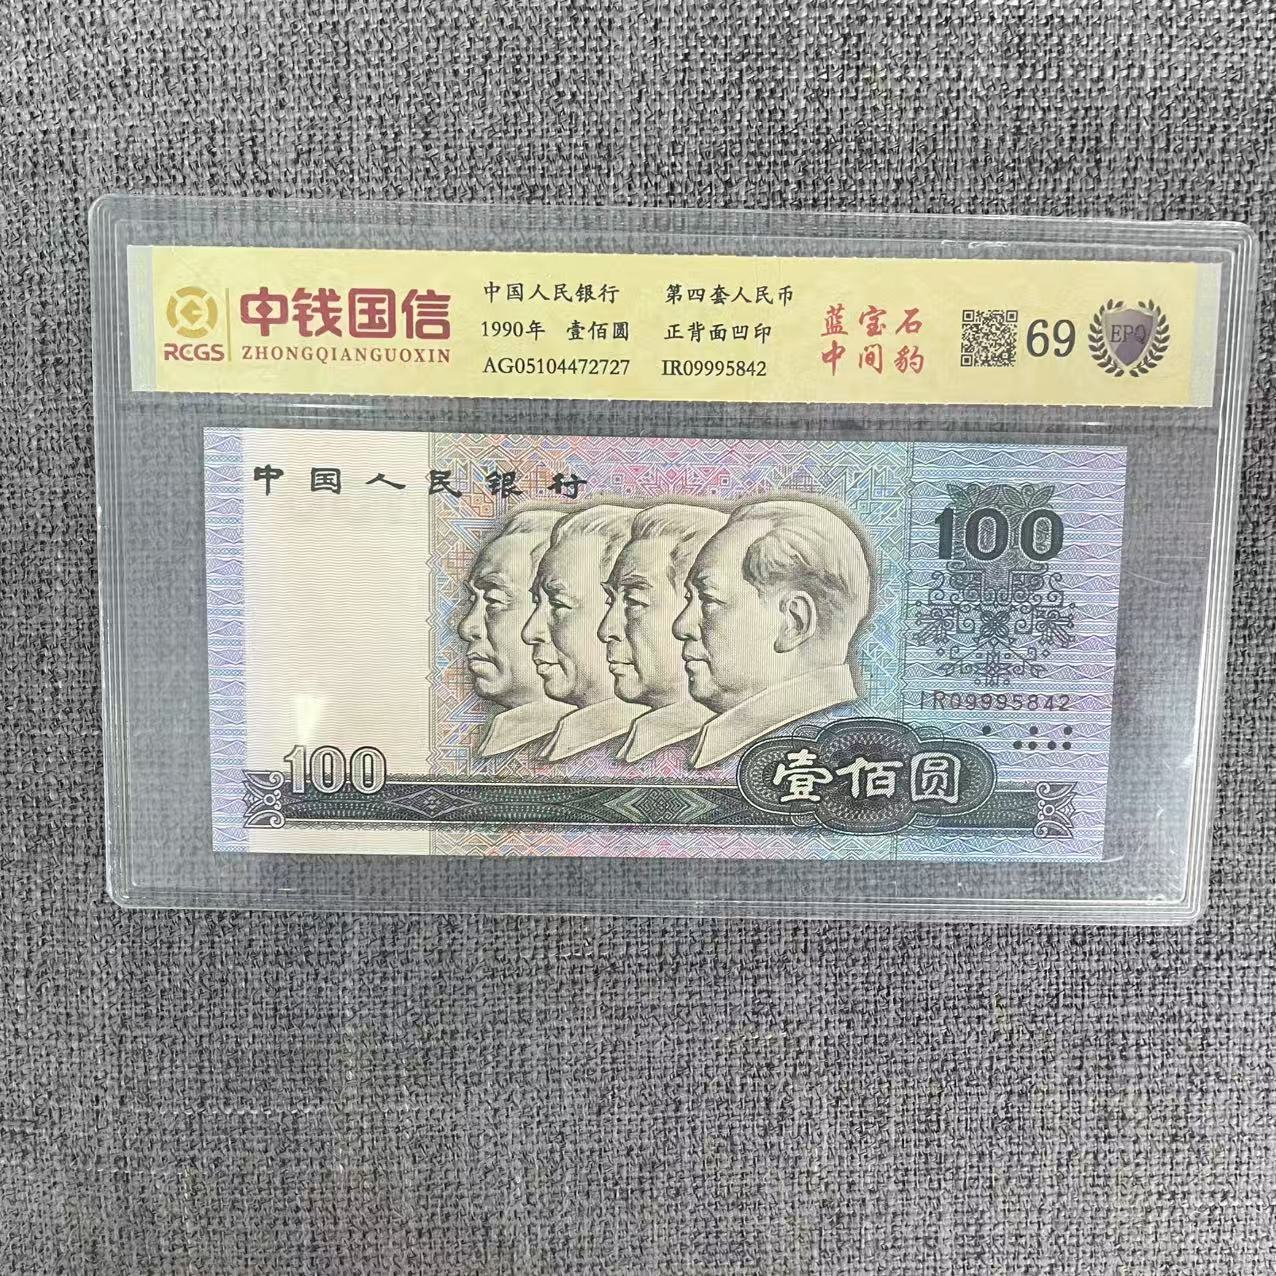 中钱国信
RCGS ZHONGQIANGUOXIN
中国人民银行 第四套人民币
1990年 壹佰圆 正背面凹印
AG05104472727 IR09995842
蓝宝石
中间豹
69
EPQ
中国人民银行
100
IR09995842
100
壹佰圆